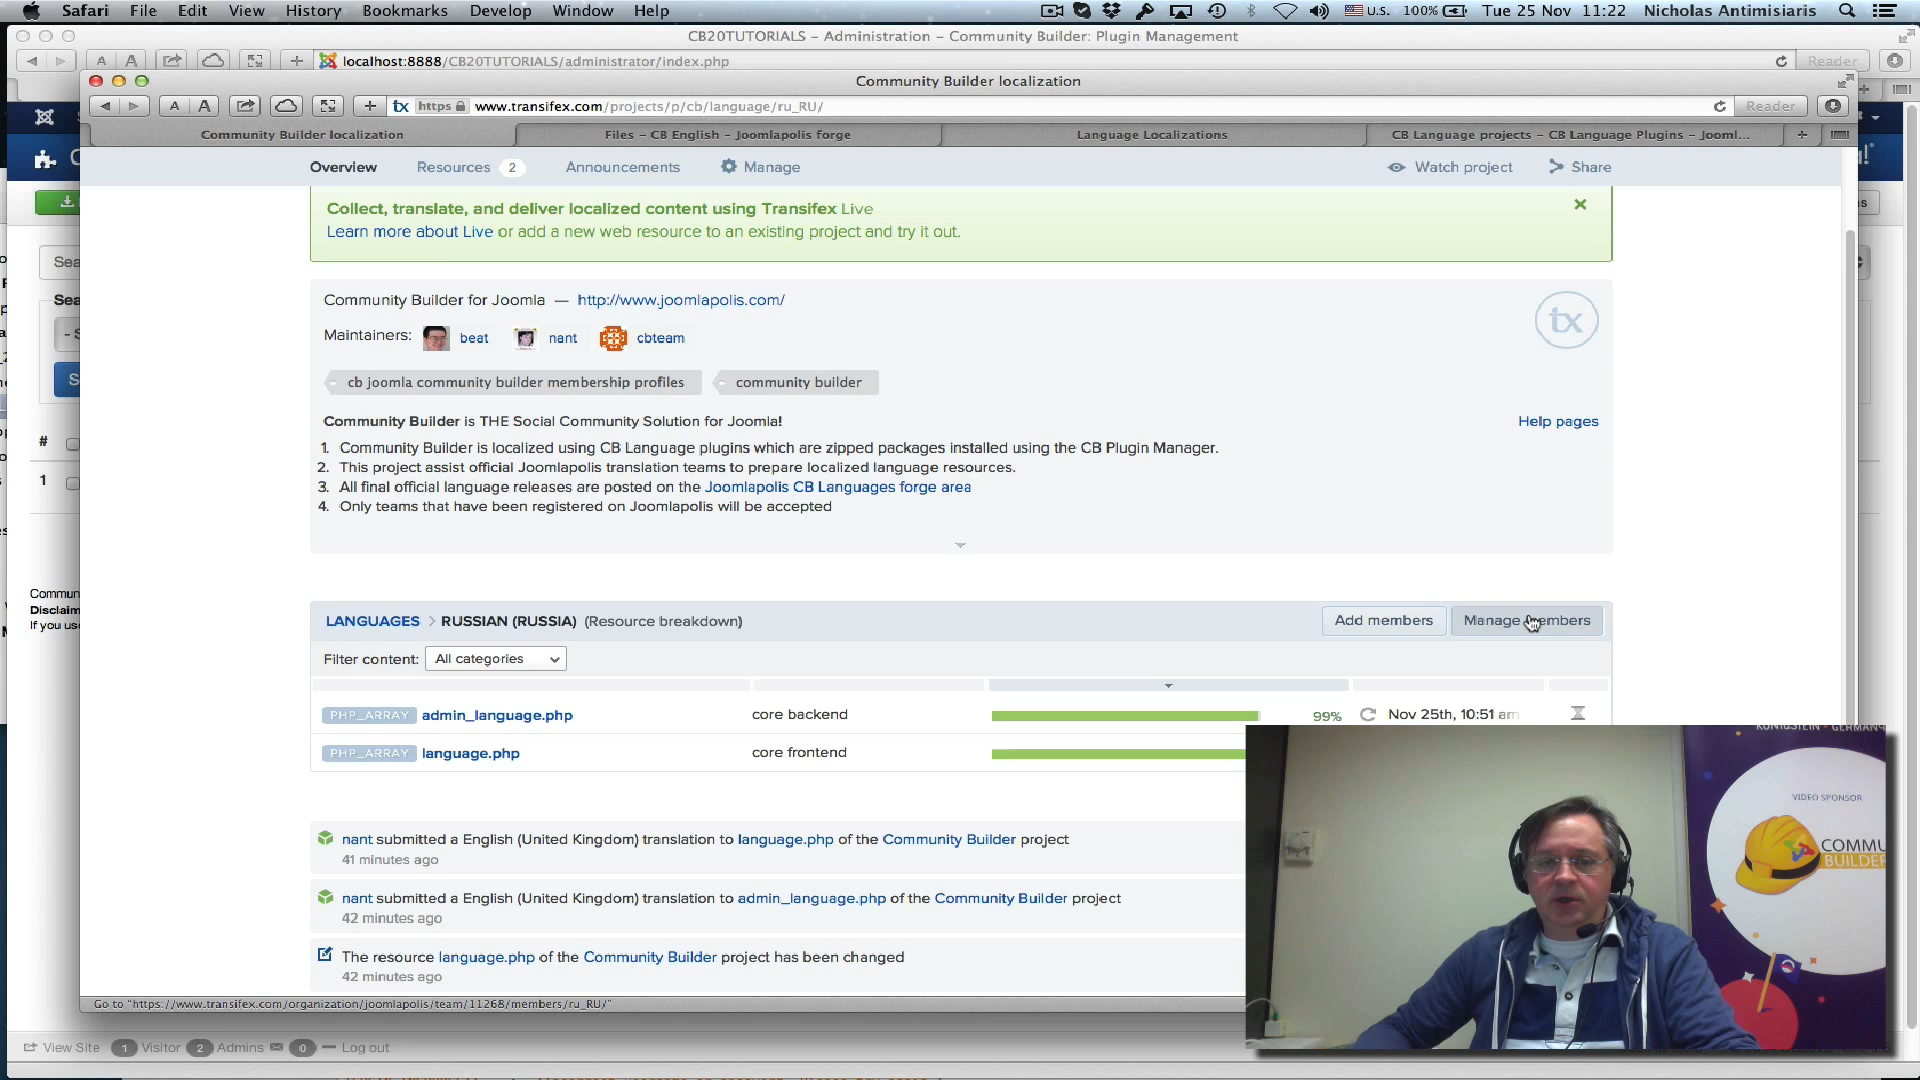 Safari File Edit View History Bookmarks Develop Window Help U.S. 100% Tue 25 Nov 11:22 Nicholas Antimisiaris
CB20TUTORIALS – Administration – Community Builder: Plugin Management
A A + localhost:8888/CB20TUTORIALS/administrator/index.php Reader
Community Builder localization
A A + tx https www.transifex.com/projects/p/cb/language/ru_RU/ Reader
Community Builder localization Files – CB English – Joomlapolis forge Language Localizations CB Language projects – CB Language Plugins – Jooml... +
Overview Resources 2 Announcements Manage Watch project Share
Collect, translate, and deliver localized content using Transifex Live
Learn more about Live or add a new web resource to an existing project and try it out.
Community Builder for Joomla — http://www.joomlapolis.com/
tx
Maintainers: beat nant cbteam
cb joomla community builder membership profiles community builder
Community Builder is THE Social Community Solution for Joomla! Help pages
1. Community Builder is localized using CB Language plugins which are zipped packages installed using the CB Plugin Manager.
2. This project assist official Joomlapolis translation teams to prepare localized language resources.
3. All final official language releases are posted on the Joomlapolis CB Languages forge area
4. Only teams that have been registered on Joomlapolis will be accepted
LANGUAGES > RUSSIAN (RUSSIA) (Resource breakdown) Add members Manage members
Filter content: All categories
PHP_ARRAY admin_language.php core backend 99% Nov 25th, 10:51 am
PHP_ARRAY language.php core frontend
nant submitted a English (United Kingdom) translation to language.php of the Community Builder project
41 minutes ago
nant submitted a English (United Kingdom) translation to admin_language.php of the Community Builder project
42 minutes ago
The resource language.php of the Community Builder project has been changed
42 minutes ago
Go to "https://www.transifex.com/organization/joomlapolis/team/11268/members/ru_RU/"
View Site 1 Visitor 2 Admins 0 Log out
Sea
Sea
#
1
Commun
Disclaim
If you use
KÖNIGSTEIN - GERMAN
VIDEO SPONSOR
COMMU
BUILDER